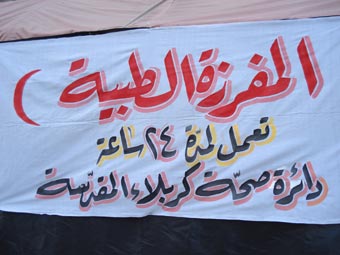 المفرزة الطبية
تعمل لمدة ٢٤ ساعة
دائرة صحة كربلاء المقدسة